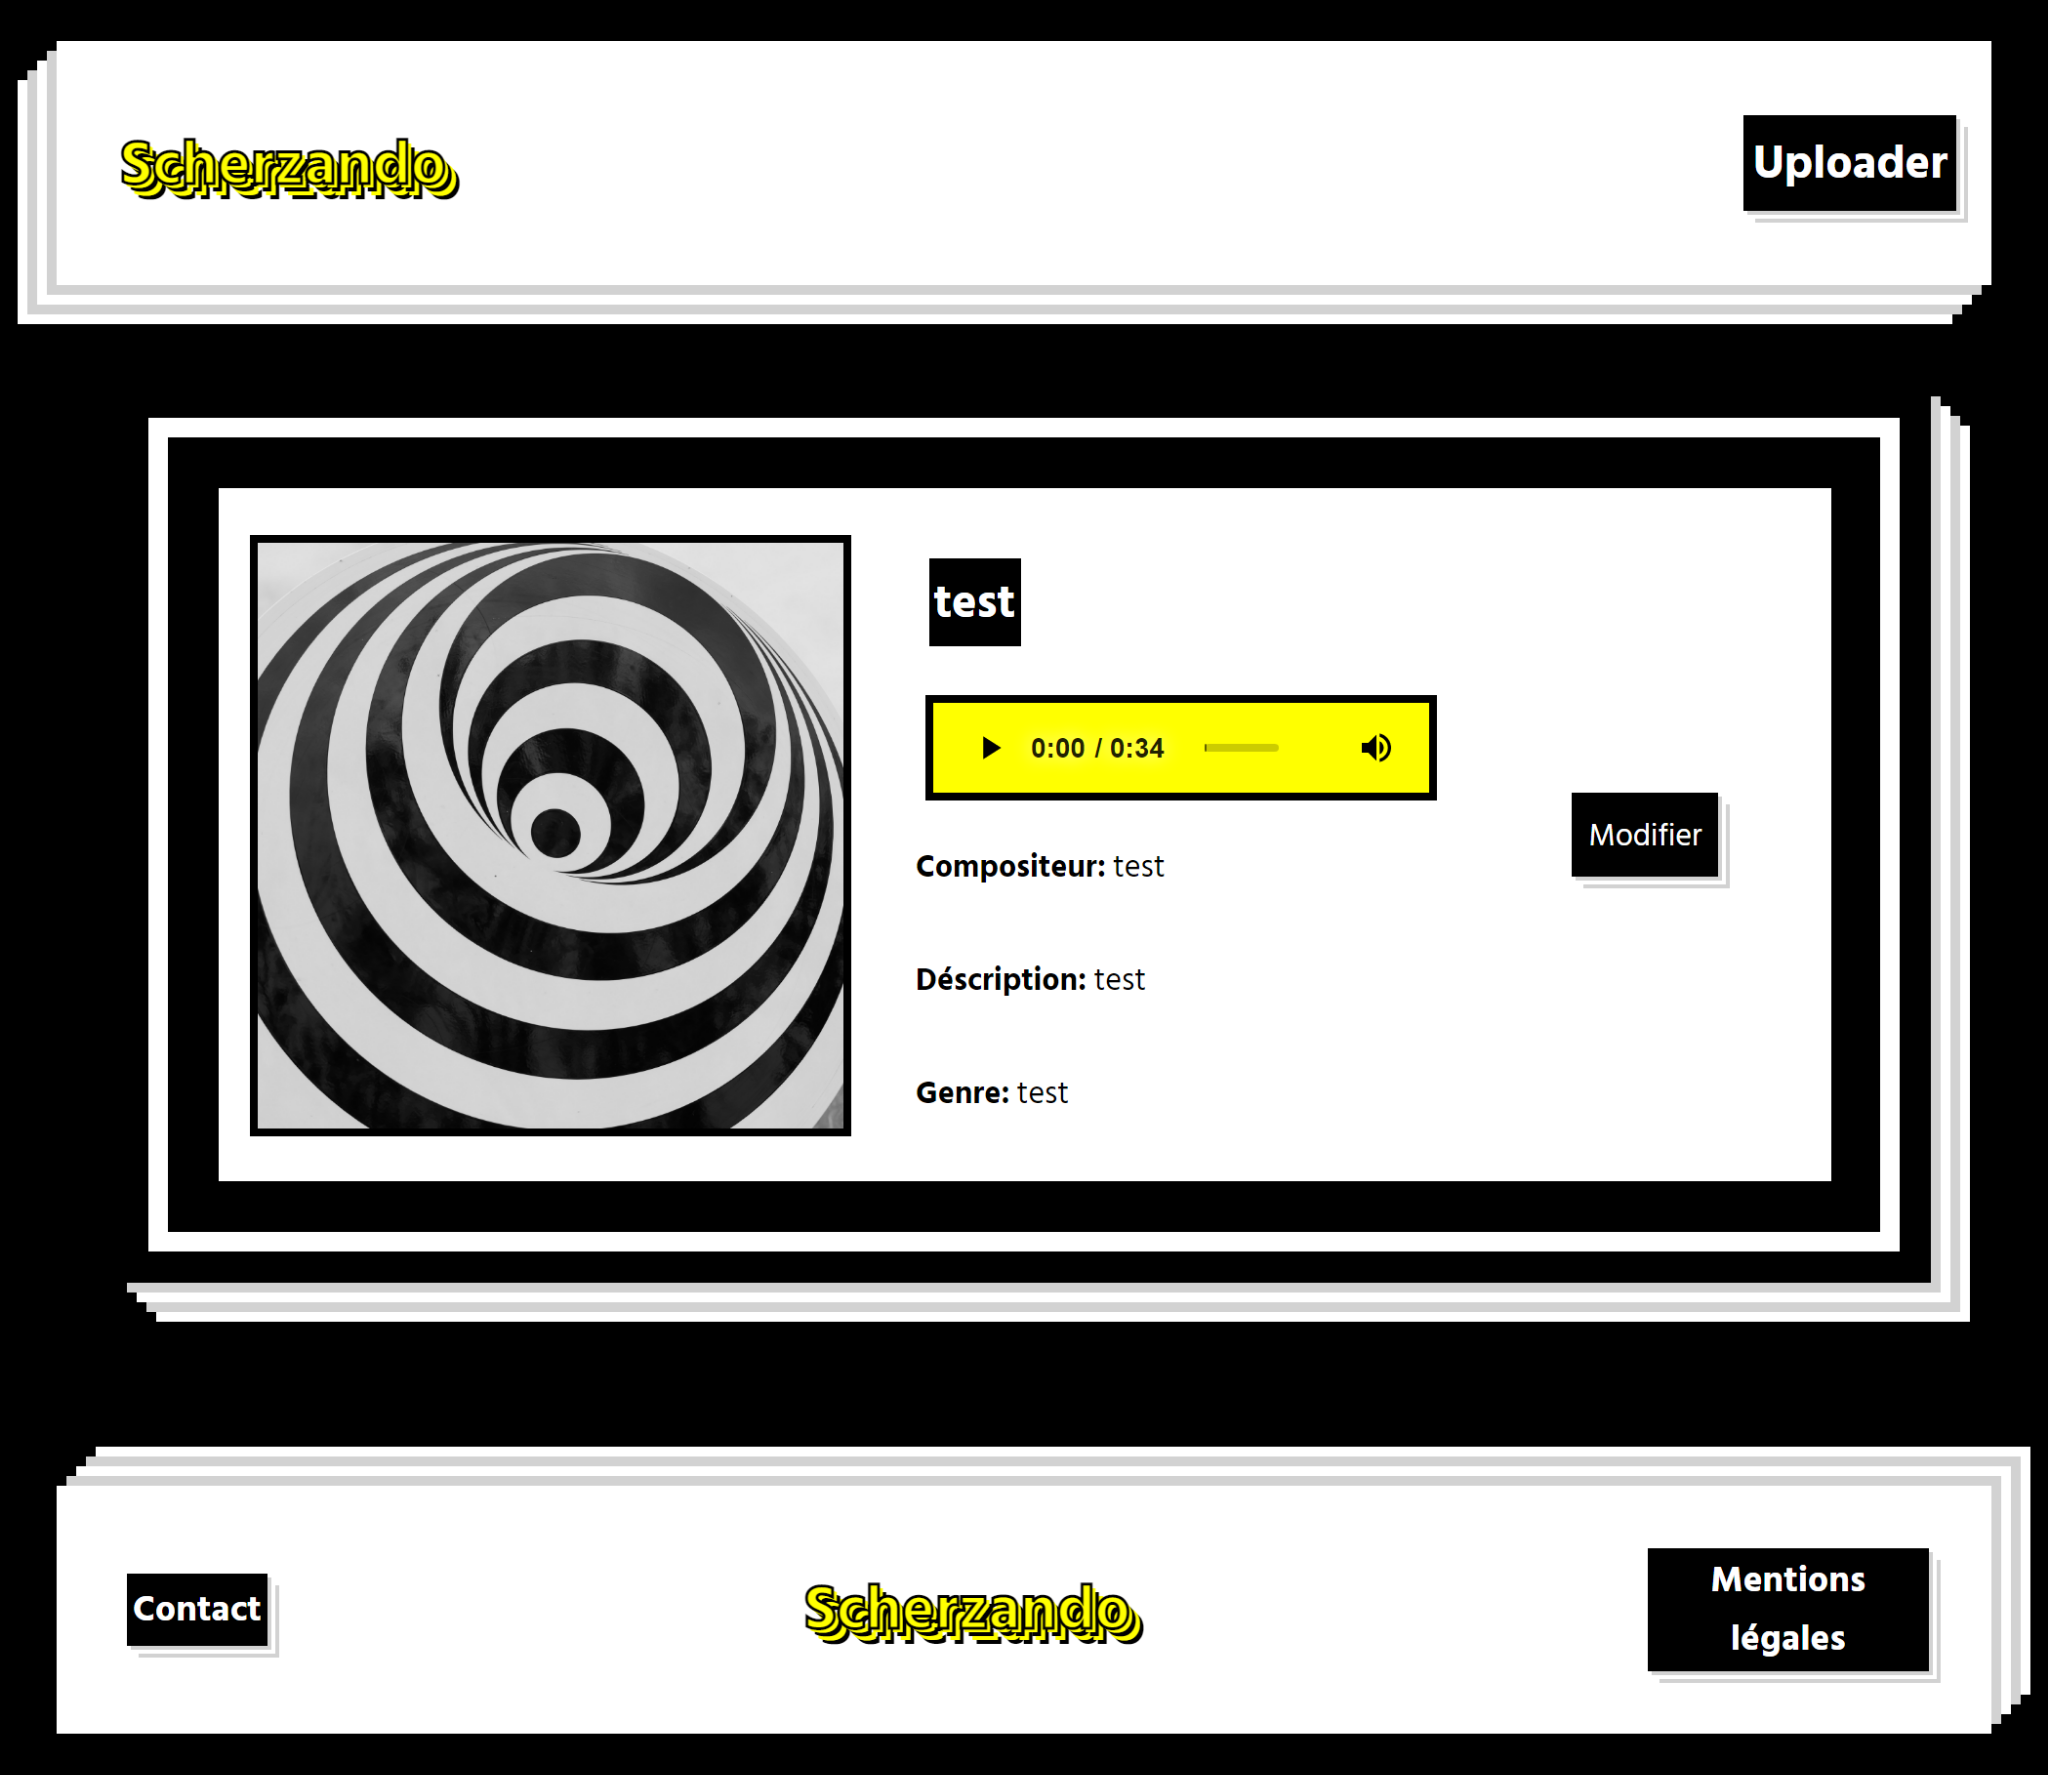 Scherzando
Uploader
test
0:00 / 0:34
Compositeur: test
Modifier
Déscription: test
Genre: test
Contact
Scherzando
Mentions
légales